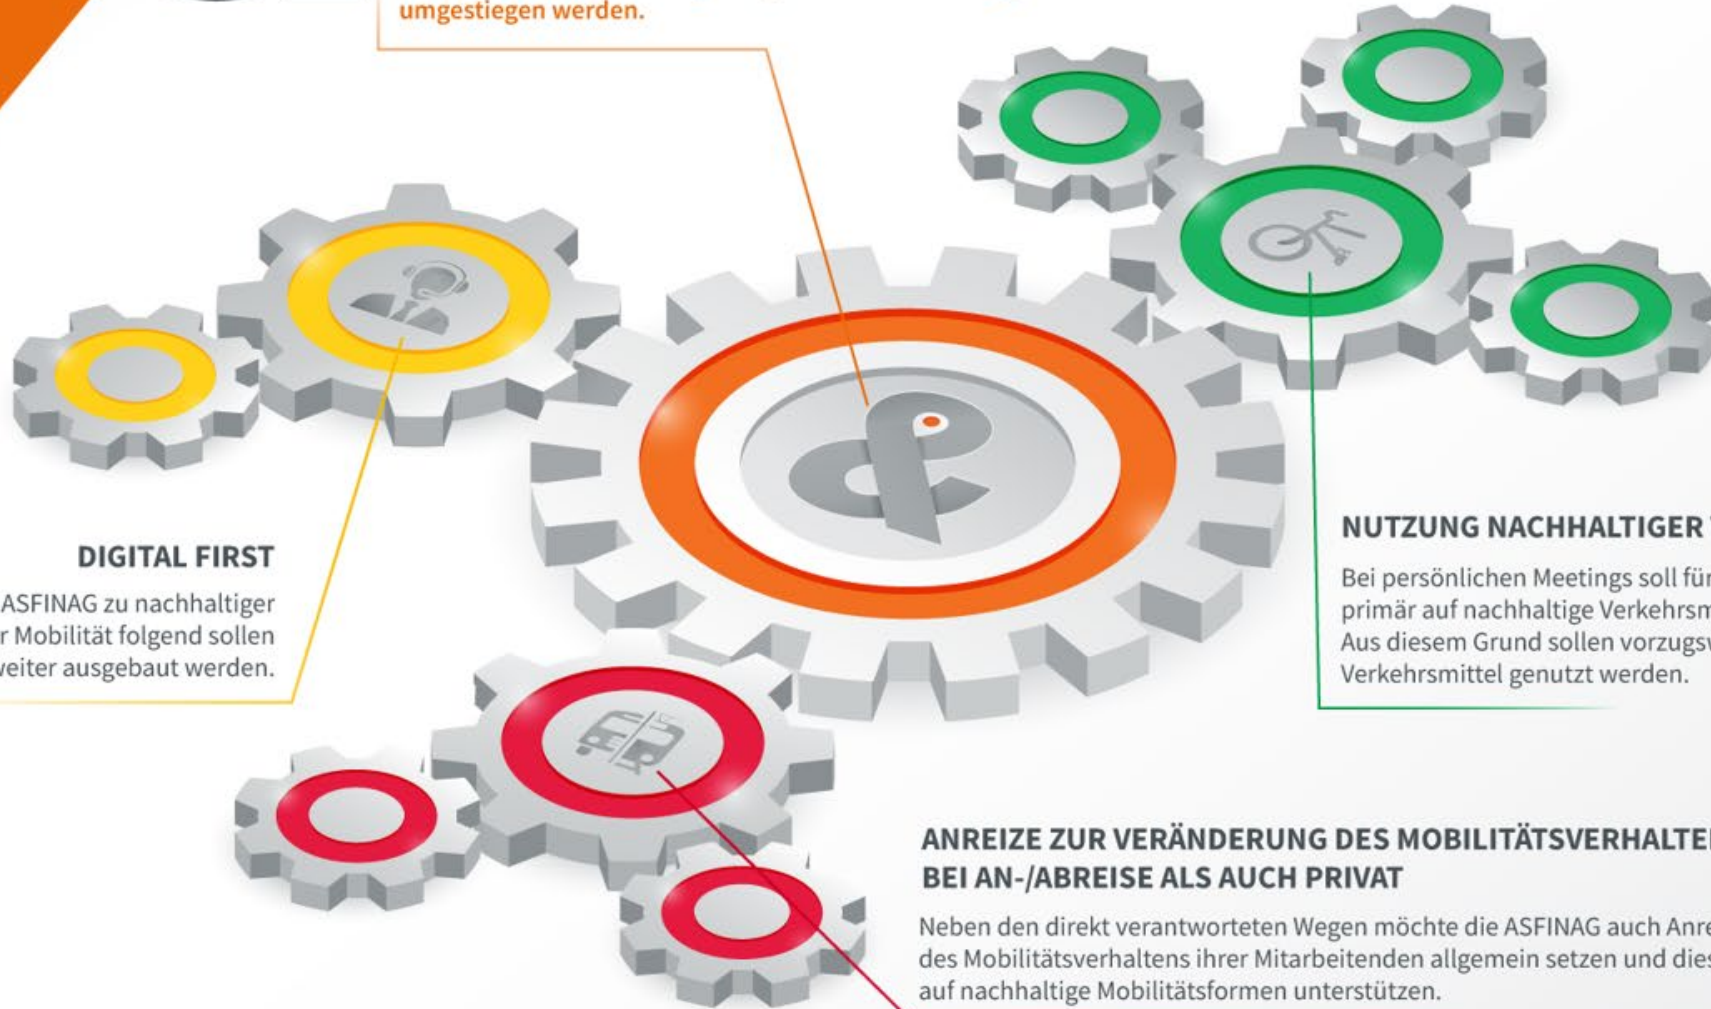 umgestiegen werden.
DIGITAL FIRST
ASFINAG zu nachhaltiger
r Mobilität folgend sollen
weiter ausgebaut werden.
NUTZUNG NACHHALTIGER
Bei persönlichen Meetings soll für
primär auf nachhaltige Verkehrsm
Aus diesem Grund sollen vorzugsw
Verkehrsmittel genutzt werden.
ANREIZE ZUR VERÄNDERUNG DES MOBILITÄTSVERHALTE
BEI AN-/ABREISE ALS AUCH PRIVAT
Neben den direkt verantworteten Wegen möchte die ASFINAG auch Anre
des Mobilitätsverhaltens ihrer Mitarbeitenden allgemein setzen und dies
auf nachhaltige Mobilitätsformen unterstützen.